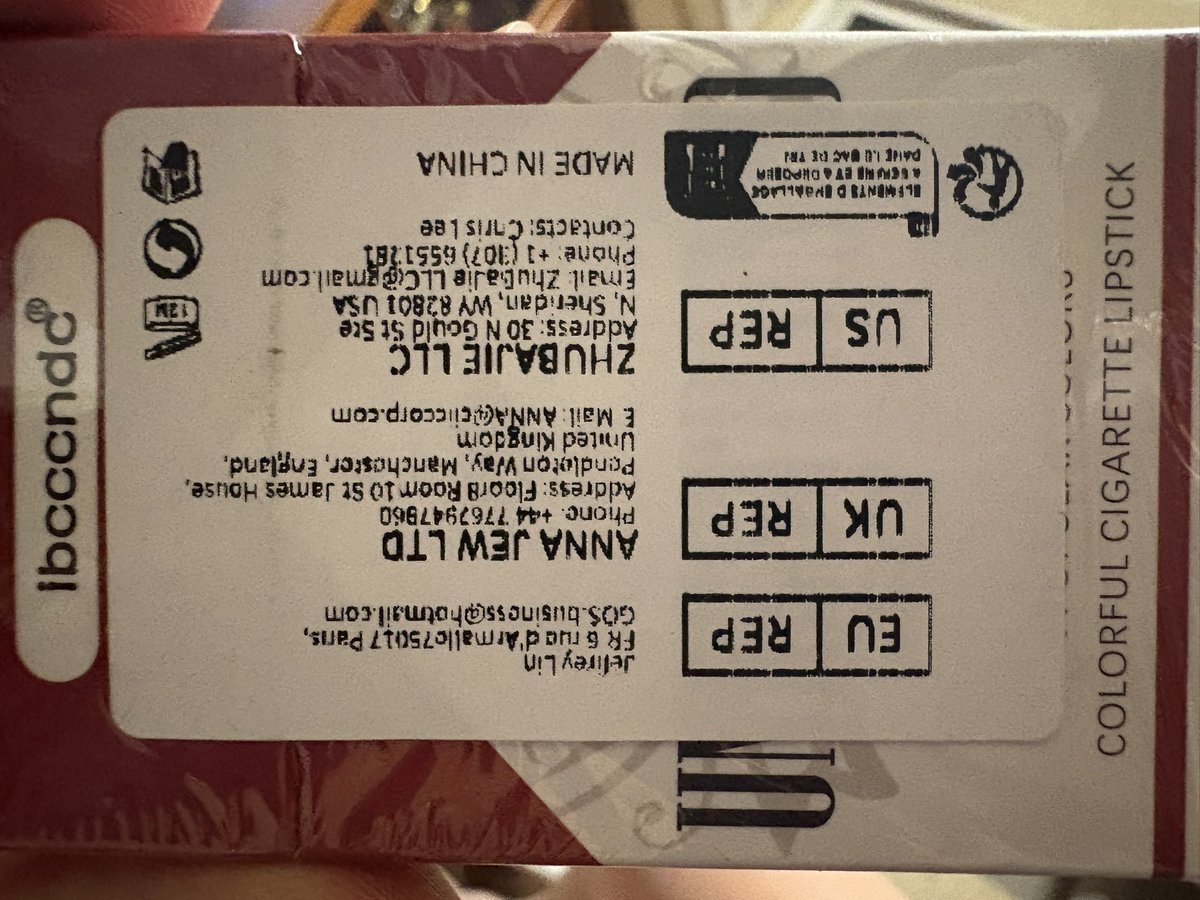 EU REP
Jeffrey Lin
FR 6 rue d'Armaille75017 Paris,
GQS.business@hotmail.com
UK REP
ANNA JEW LTD
Phone: +44 7767947960
Address: Floor8 Room 10 St James House,
Pendleton Way, Manchester, England,
United Kingdom
E Mail: ANNA@ciiccorp.com
US REP
ZHUBAJIE LLC
Address: 30 N Gould St Ste
N, Sheridan, WY 82801 USA
Email: ZhuBaJie LLC@gmail.com
Phone: +1 (307) 6551781
Contacts: Chris Lee
ELEMENTS D EMBALLAGE
A SEPARER ET A DEPOSER
DANS LE BAC DE TRI
MADE IN CHINA
12M
ibcccndc®
COLORFUL CIGARETTE LIPSTICK